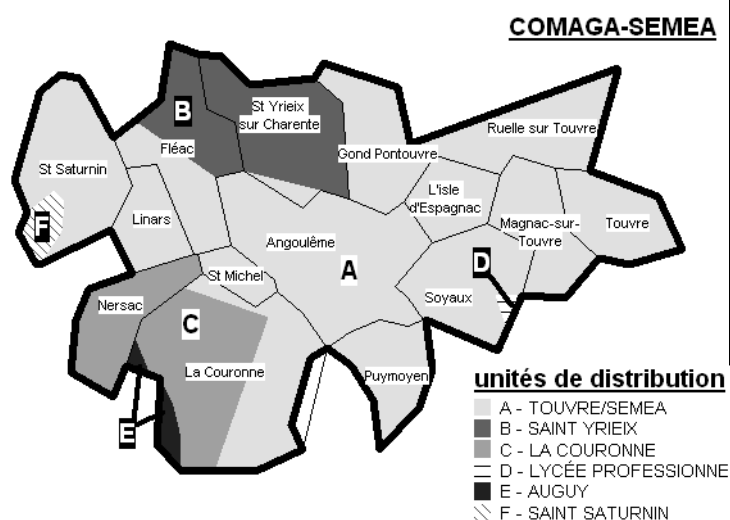 COMAGA-SEMEA
B
St Yrieix
sur Charente
Fléac
Ruelle sur Touvre
Gond Pontouvre
St Saturnin
L'isle
d'Espagnac
F
Linars
Magnac-sur-
Touvre
Touvre
Angoulême
A
D
St Michel
Soyaux
Nersac
C
La Couronne
Puymoyen
E
unités de distribution
A - TOUVRE/SEMEA
B - SAINT YRIEIX
C - LA COURONNE
D - LYCÉE PROFESSIONNE
E - AUGUY
F - SAINT SATURNIN